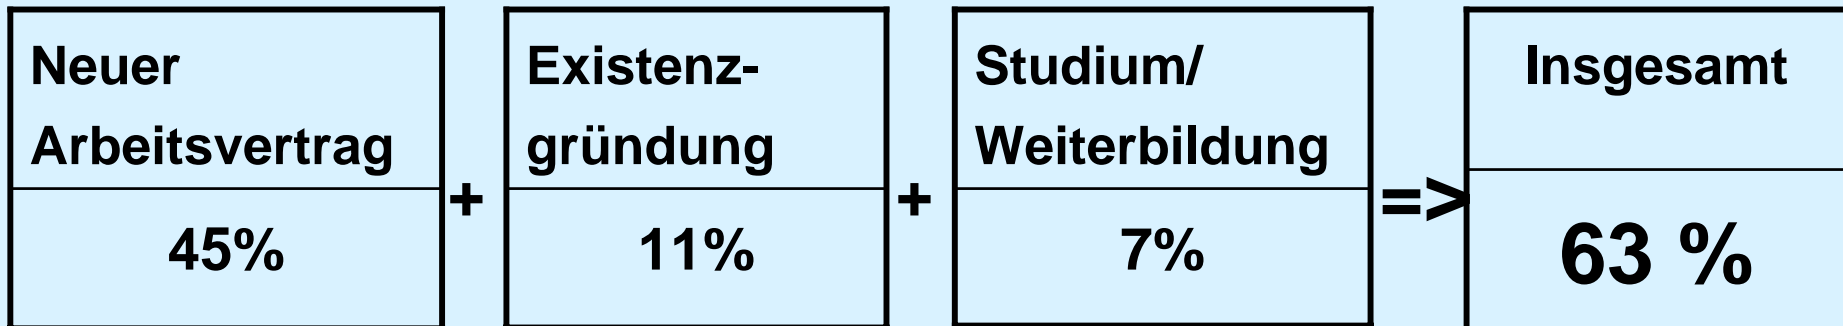 Neuer
Arbeitsvertrag
45%
+
Existenz-
gründung
11%
+
Studium/
Weiterbildung
7%
=>
Insgesamt
63 %